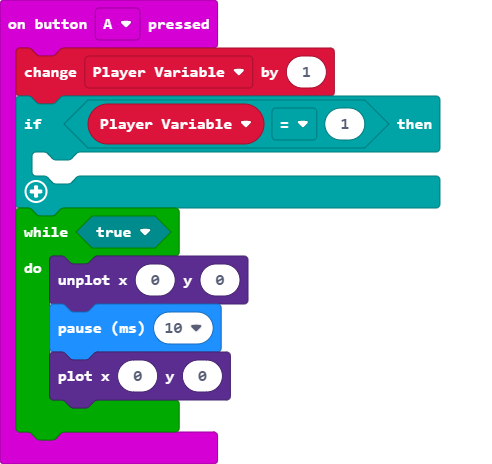 on button A pressed
change Player Variable by 1
if Player Variable = 1 then
while true
do
unplot x 0 y 0
pause (ms) 10
plot x 0 y 0